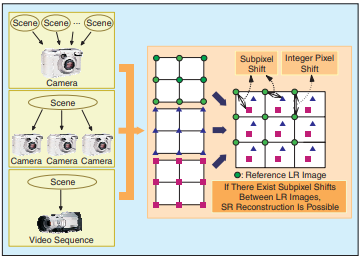 Scene Scene ... Scene
Camera
Scene
Camera Camera Camera
Scene
Video Sequence
Subpixel
Shift
Integer Pixel
Shift
: Reference LR Image
If There Exist Subpixel Shifts
Between LR Images,
SR Reconstruction Is Possible